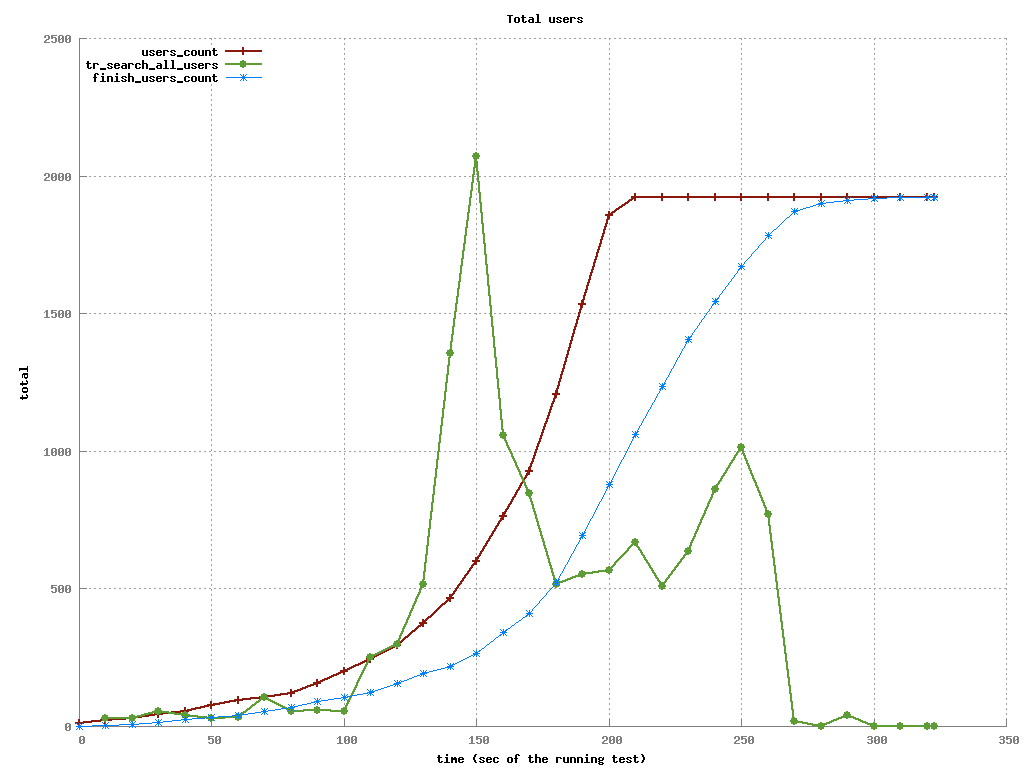 Total users
2500
users_count
tr_search_all_users
finish_users_count
2000
1500
total
1000
500
0
0 50 100 150 200 250 300 350
time (sec of the running test)